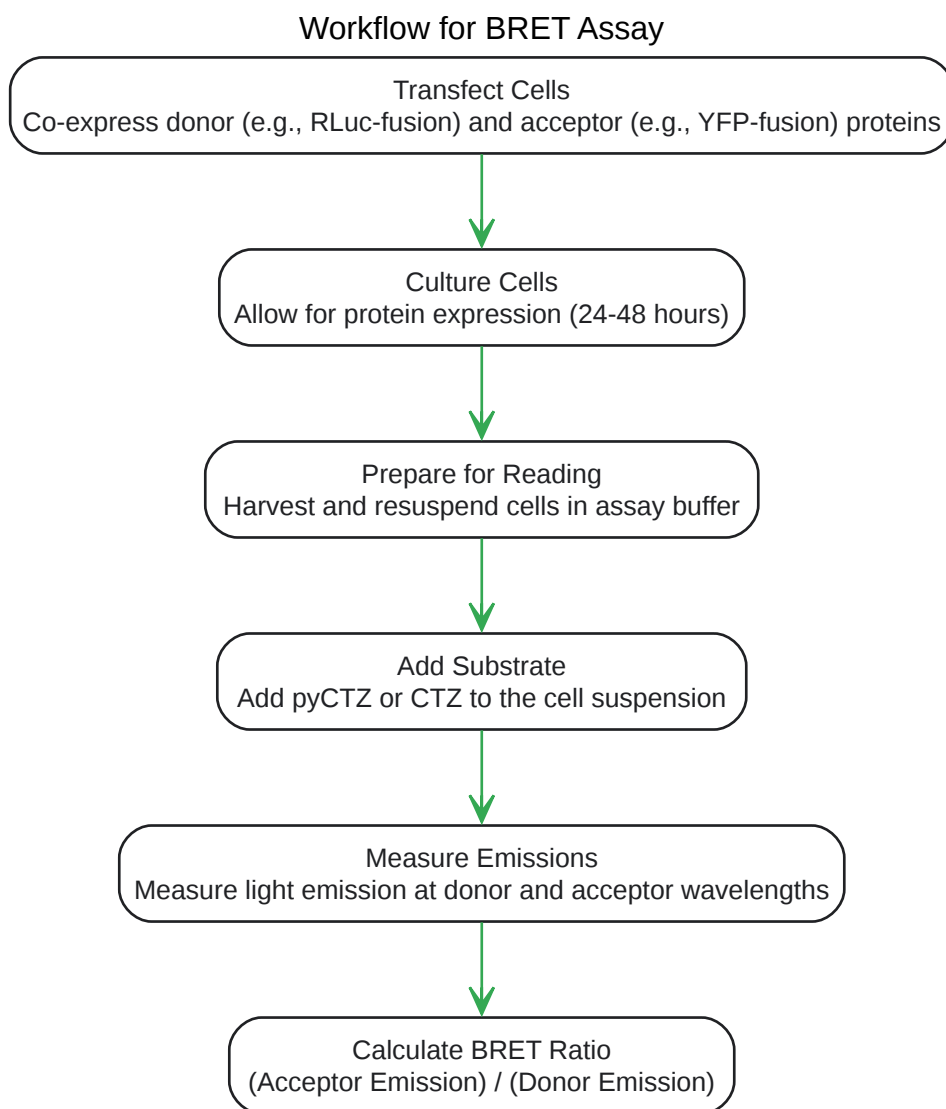 Workflow for BRET Assay
Transfect Cells
Co-express donor (e.g., RLuc-fusion) and acceptor (e.g., YFP-fusion) proteins
Culture Cells
Allow for protein expression (24-48 hours)
Prepare for Reading
Harvest and resuspend cells in assay buffer
Add Substrate
Add pyCTZ or CTZ to the cell suspension
Measure Emissions
Measure light emission at donor and acceptor wavelengths
Calculate BRET Ratio
(Acceptor Emission) / (Donor Emission)